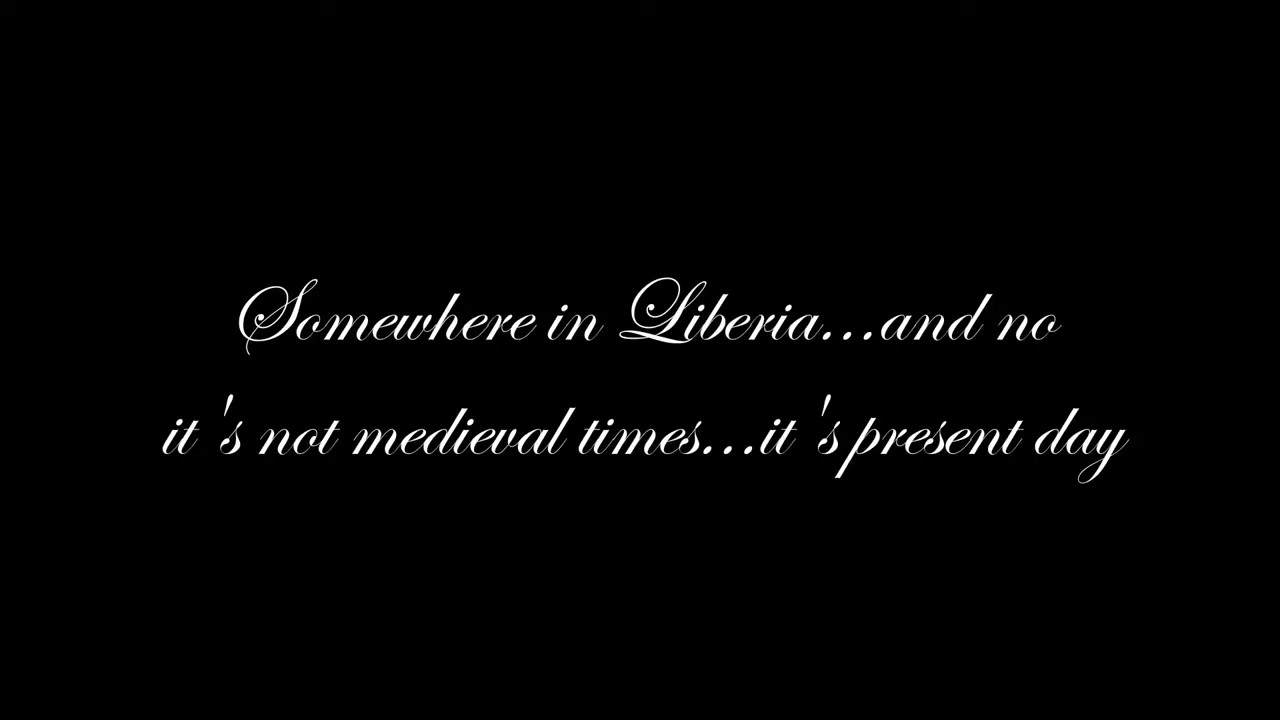 Somewhere in Liberia...and no
it's not medieval times...it's present day